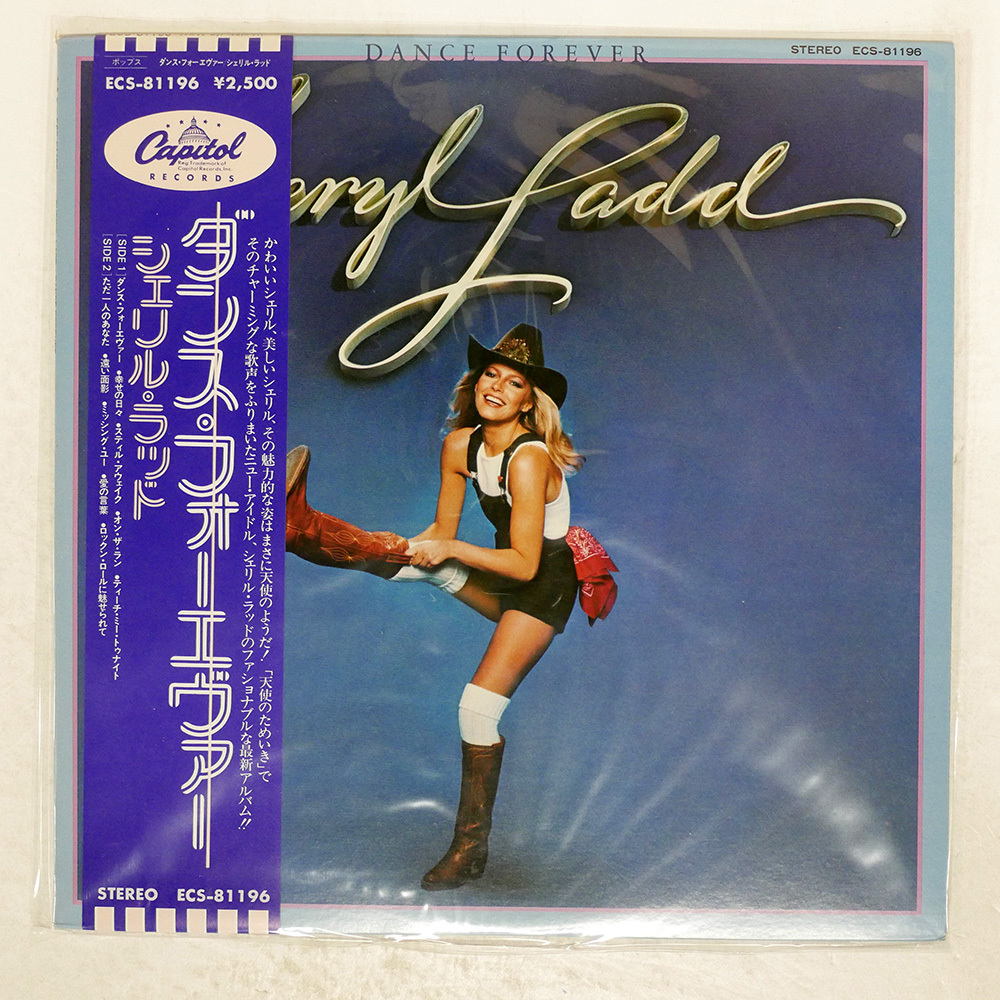 DANCE FOREVER
STEREO ECS-81196
eryl Ladd
ポップス ダンス・フォーエヴァー/シェリル・ラッド
ECS-81196 ¥2,500
Capitol
Reg. Trademark of
Capitol Records, Inc.
RECORDS
ダンス・フォーエヴァー
シェリル・ラッド
かわいいシェリル、美しいシェリル、その魅力的な姿はまさに天使のようだ!「天使のためいき」で
そのチャーミングな歌声をふりまいたニュー・アイドル、シェリル・ラッドのファショナブルな最新アルバム!!
[SIDE 1] ダンス・フォーエヴァー ●幸せの日々 ●スティル・アウェイク ●オン・ザ・ラン ●ティーチ・ミー・トゥナイト
[SIDE 2] ただ一人のあなた ●遠い面影 ●ミッシング・ユー ●愛の言葉 ●ロックン・ロールに魅せられて
STEREO ECS-81196